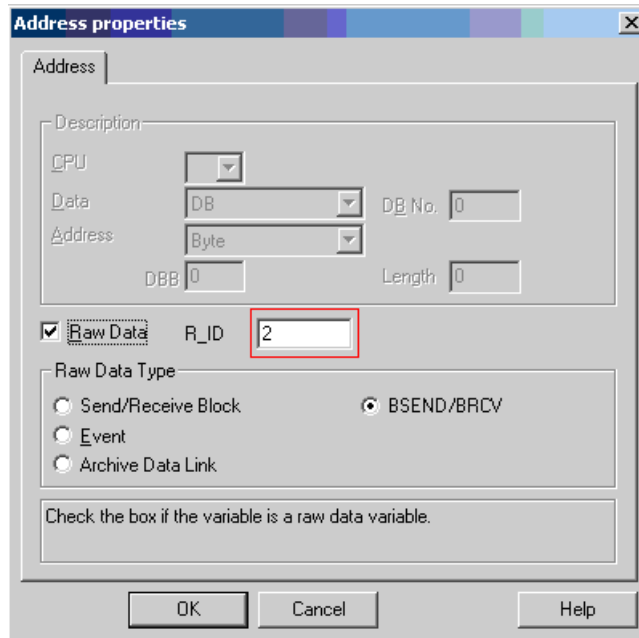 Address properties
Address
Description
CPU
Data DB DB No. 0
Address Byte
DBB 0 Length 0
Raw Data R_ID 2
Raw Data Type
Send/Receive Block BSEND/BRCV
Event
Archive Data Link
Check the box if the variable is a raw data variable.
OK Cancel Help